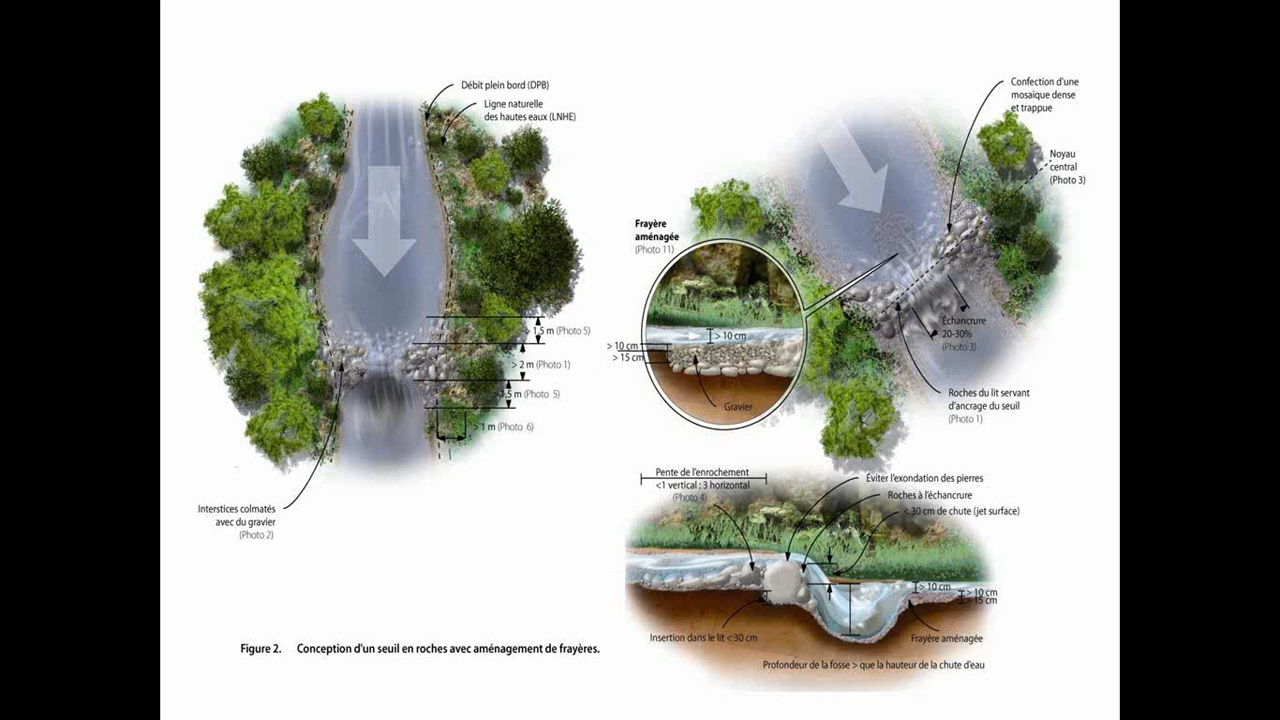 Débit plein bord (DPB)
Ligne naturelle
des hautes eaux (LNHE)
> 1,5 m (Photo 5)
> 2 m (Photo 1)
> 1,5 m (Photo 5)
> 1 m (Photo 6)
Interstices colmatés
avec du gravier
(Photo 2)
Confection d'une
mosaïque dense
et trappue
Noyau
central
(Photo 3)
Frayère
aménagée
(Photo 11)
> 10 cm
> 10 cm
> 15 cm
Gravier
Échancrure
20-30%
(Photo 3)
Roches du lit servant
d'ancrage du seuil
(Photo 1)
Pente de l'enrochement
<1 vertical : 3 horizontal
(Photo 4)
Éviter l'exondation des pierres
Roches à l'échancrure
< 30 cm de chute (jet surface)
> 10 cm
> 10 cm
> 15 cm
Insertion dans le lit < 30 cm
Frayère aménagée
Profondeur de la fosse > que la hauteur de la chute d'eau
Figure 2. Conception d'un seuil en roches avec aménagement de frayères.